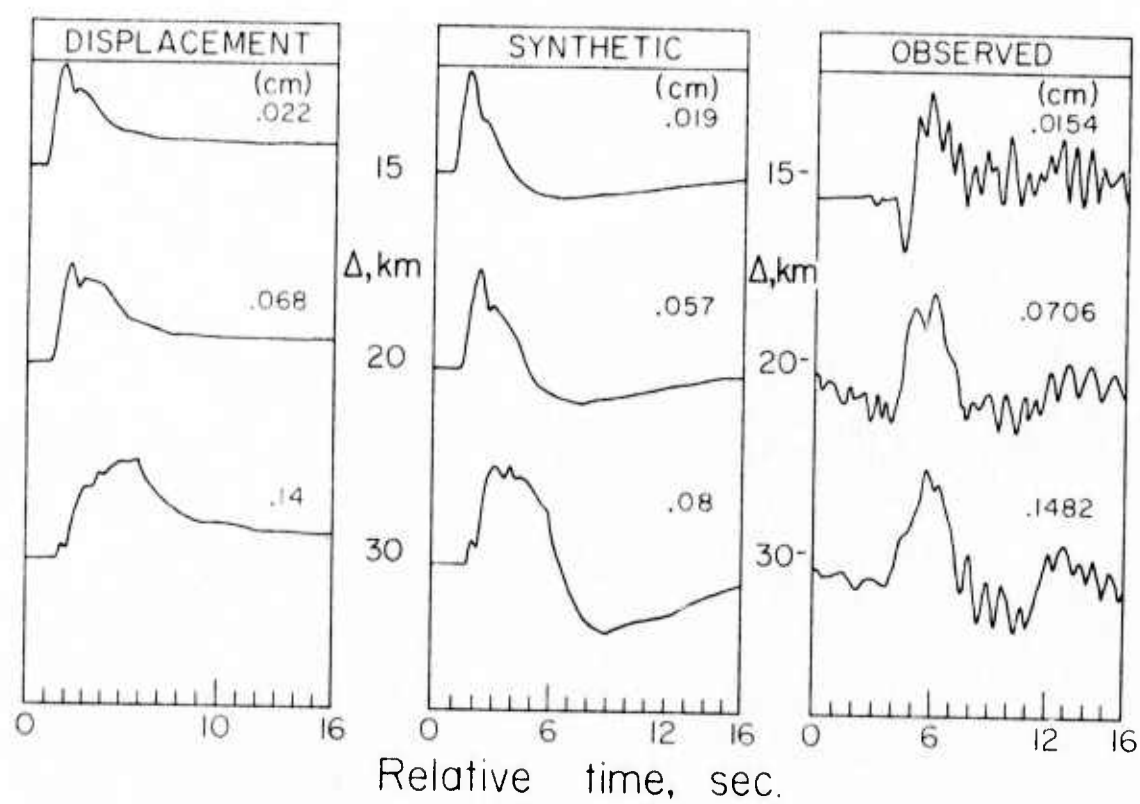 DISPLACEMENT
(cm)
.022
.068
.14
0 10 16
15
Δ,km
20
30
SYNTHETIC
(cm)
.019
.057
.08
0 6 16
15-
Δ,km
20-
30-
OBSERVED
(cm)
.0154
.0706
.1482
0 6 12 16
Relative time, sec.